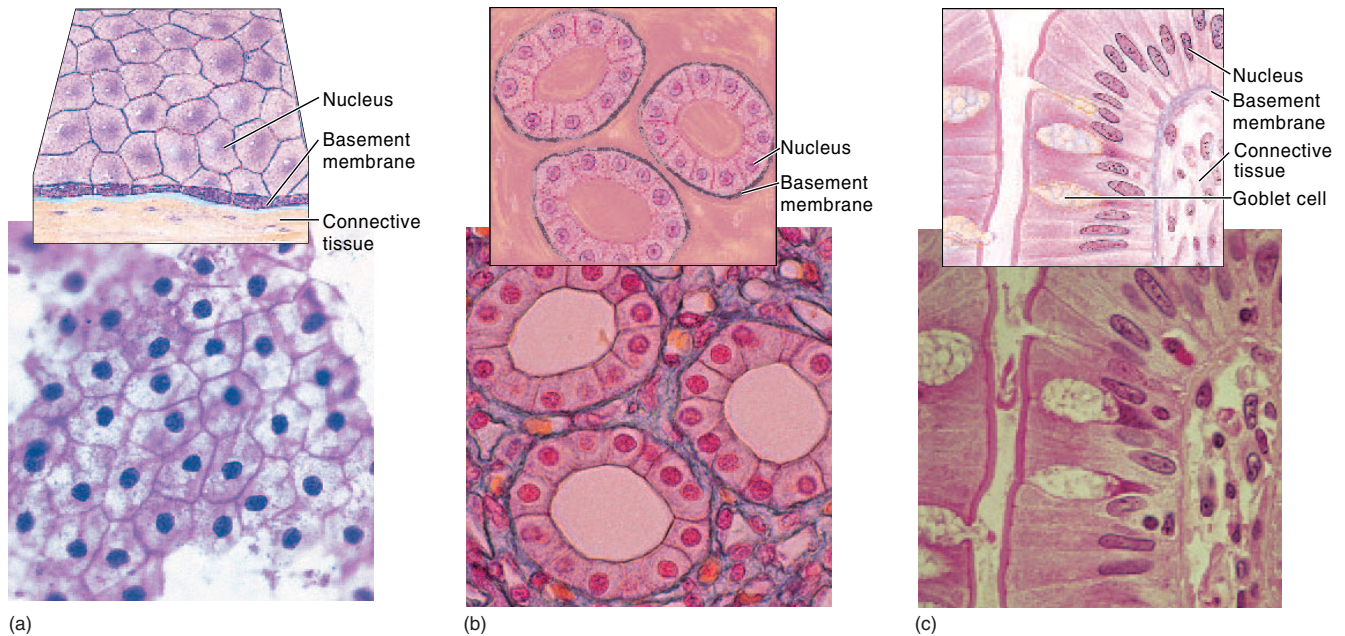 Nucleus
Basement
membrane
Connective
tissue
(a)
Nucleus
Basement
membrane
(b)
Nucleus
Basement
membrane
Connective
tissue
Goblet cell
(c)